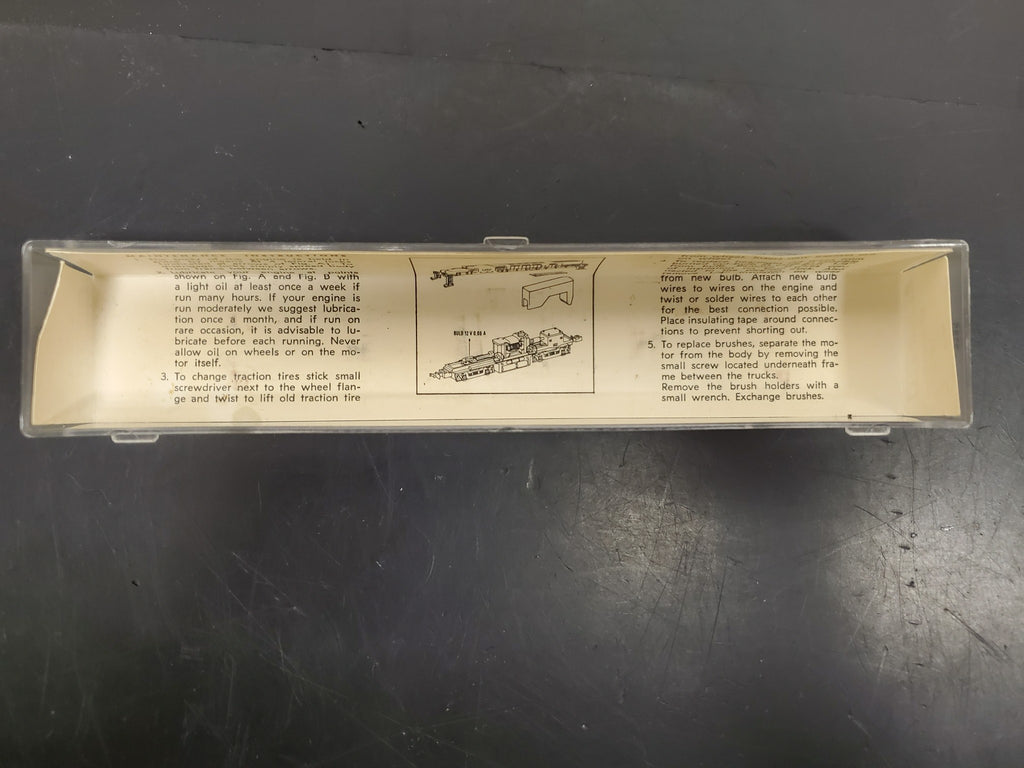 shown on Fig. A and Fig. B with
a light oil at least once a week if
run many hours. If your engine is
run moderately we suggest lubrica-
tion once a month, and if run on
rare occasion, it is advisable to lu-
bricate before each running. Never
allow oil on wheels or on the mo-
tor itself.
3. To change traction tires stick small
screwdriver next to the wheel flan-
ge and twist to lift old traction tire
BULB 12 V 0.05 A
from new bulb. Attach new bulb
wires to wires on the engine and
twist or solder wires to each other
for the best connection possible.
Place insulating tape around connec-
tions to prevent shorting out.
5. To replace brushes, separate the mo-
tor from the body by removing the
small screw located underneath fra-
me between the trucks.
Remove the brush holders with a
small wrench. Exchange brushes.